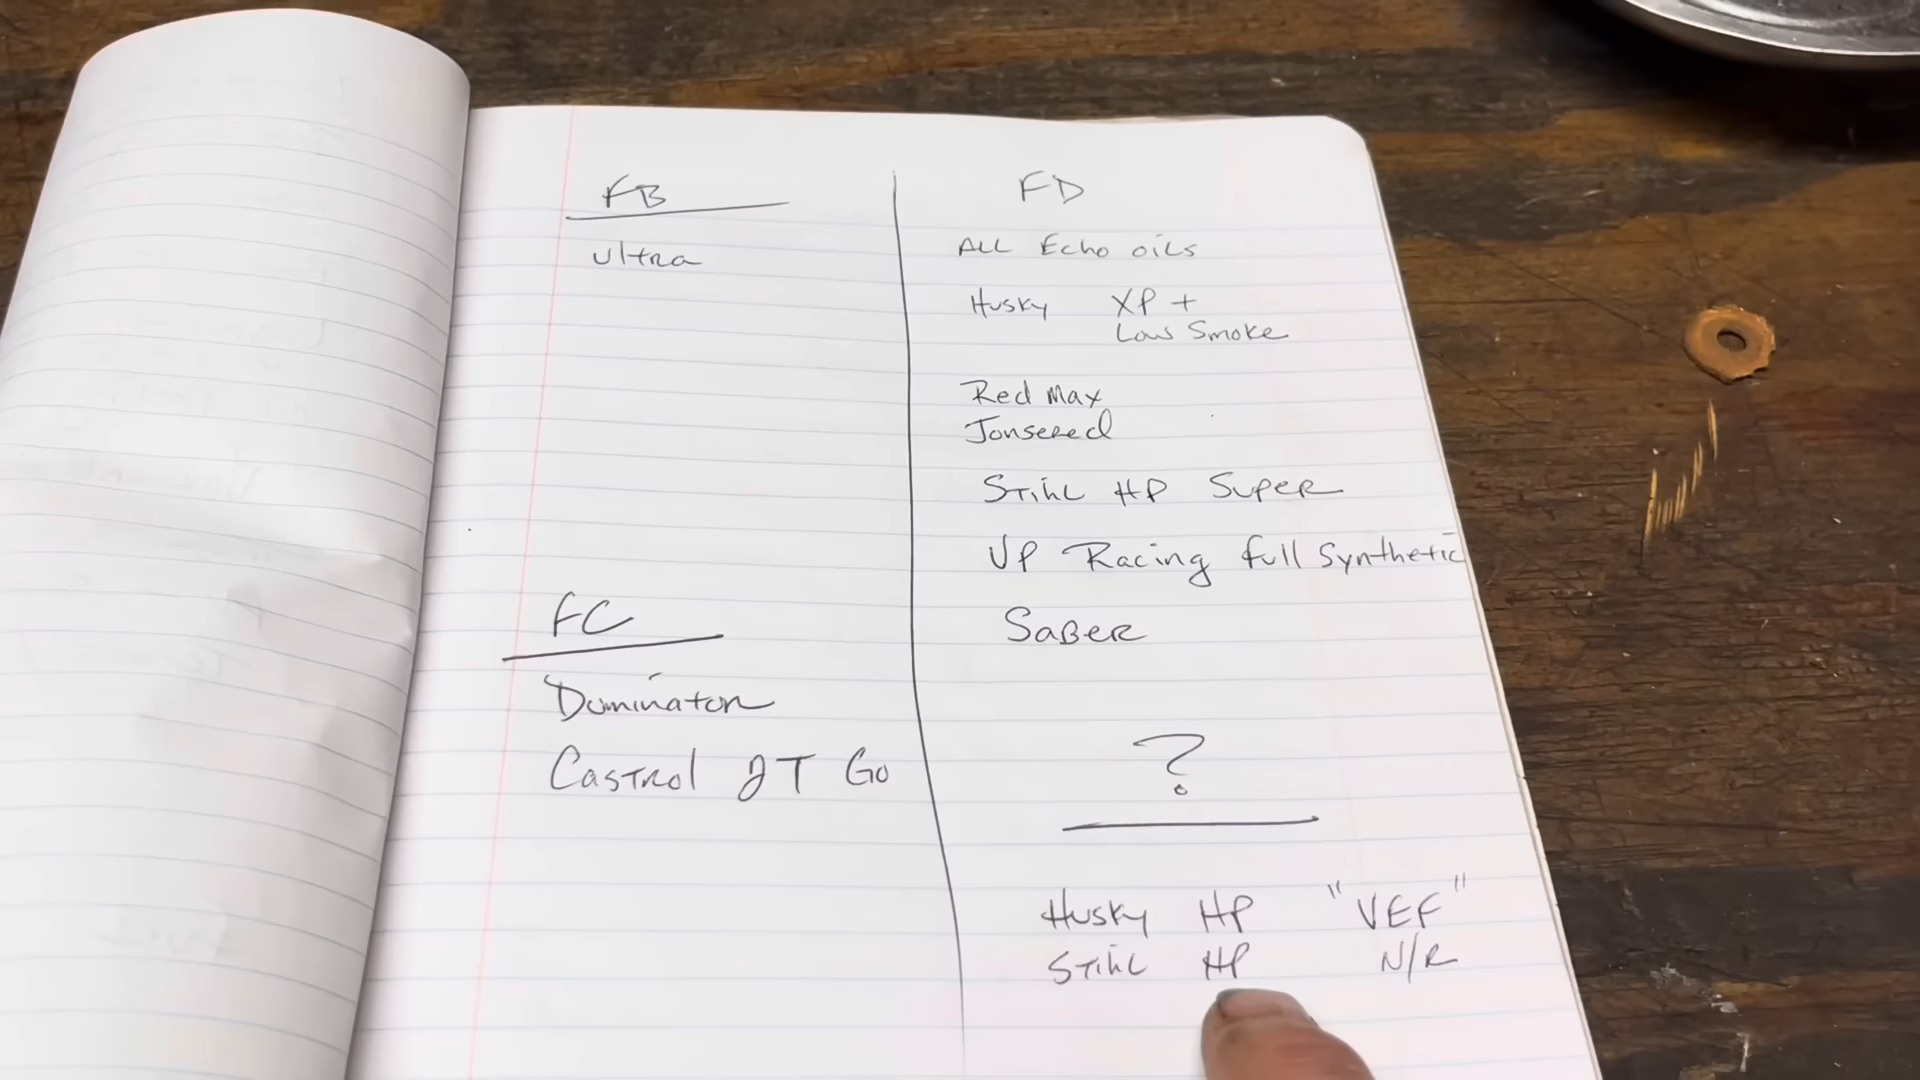 FB
ultra
FC
Dominator
Castrol 2T Go
FD
ALL Echo oils
Husky XP +
Low Smoke
Red Max
Jonsered
STihL HP SuPER
VP Racing full Synthetic
SaBER
?
Husky HP "VEF"
STihL HP N/R